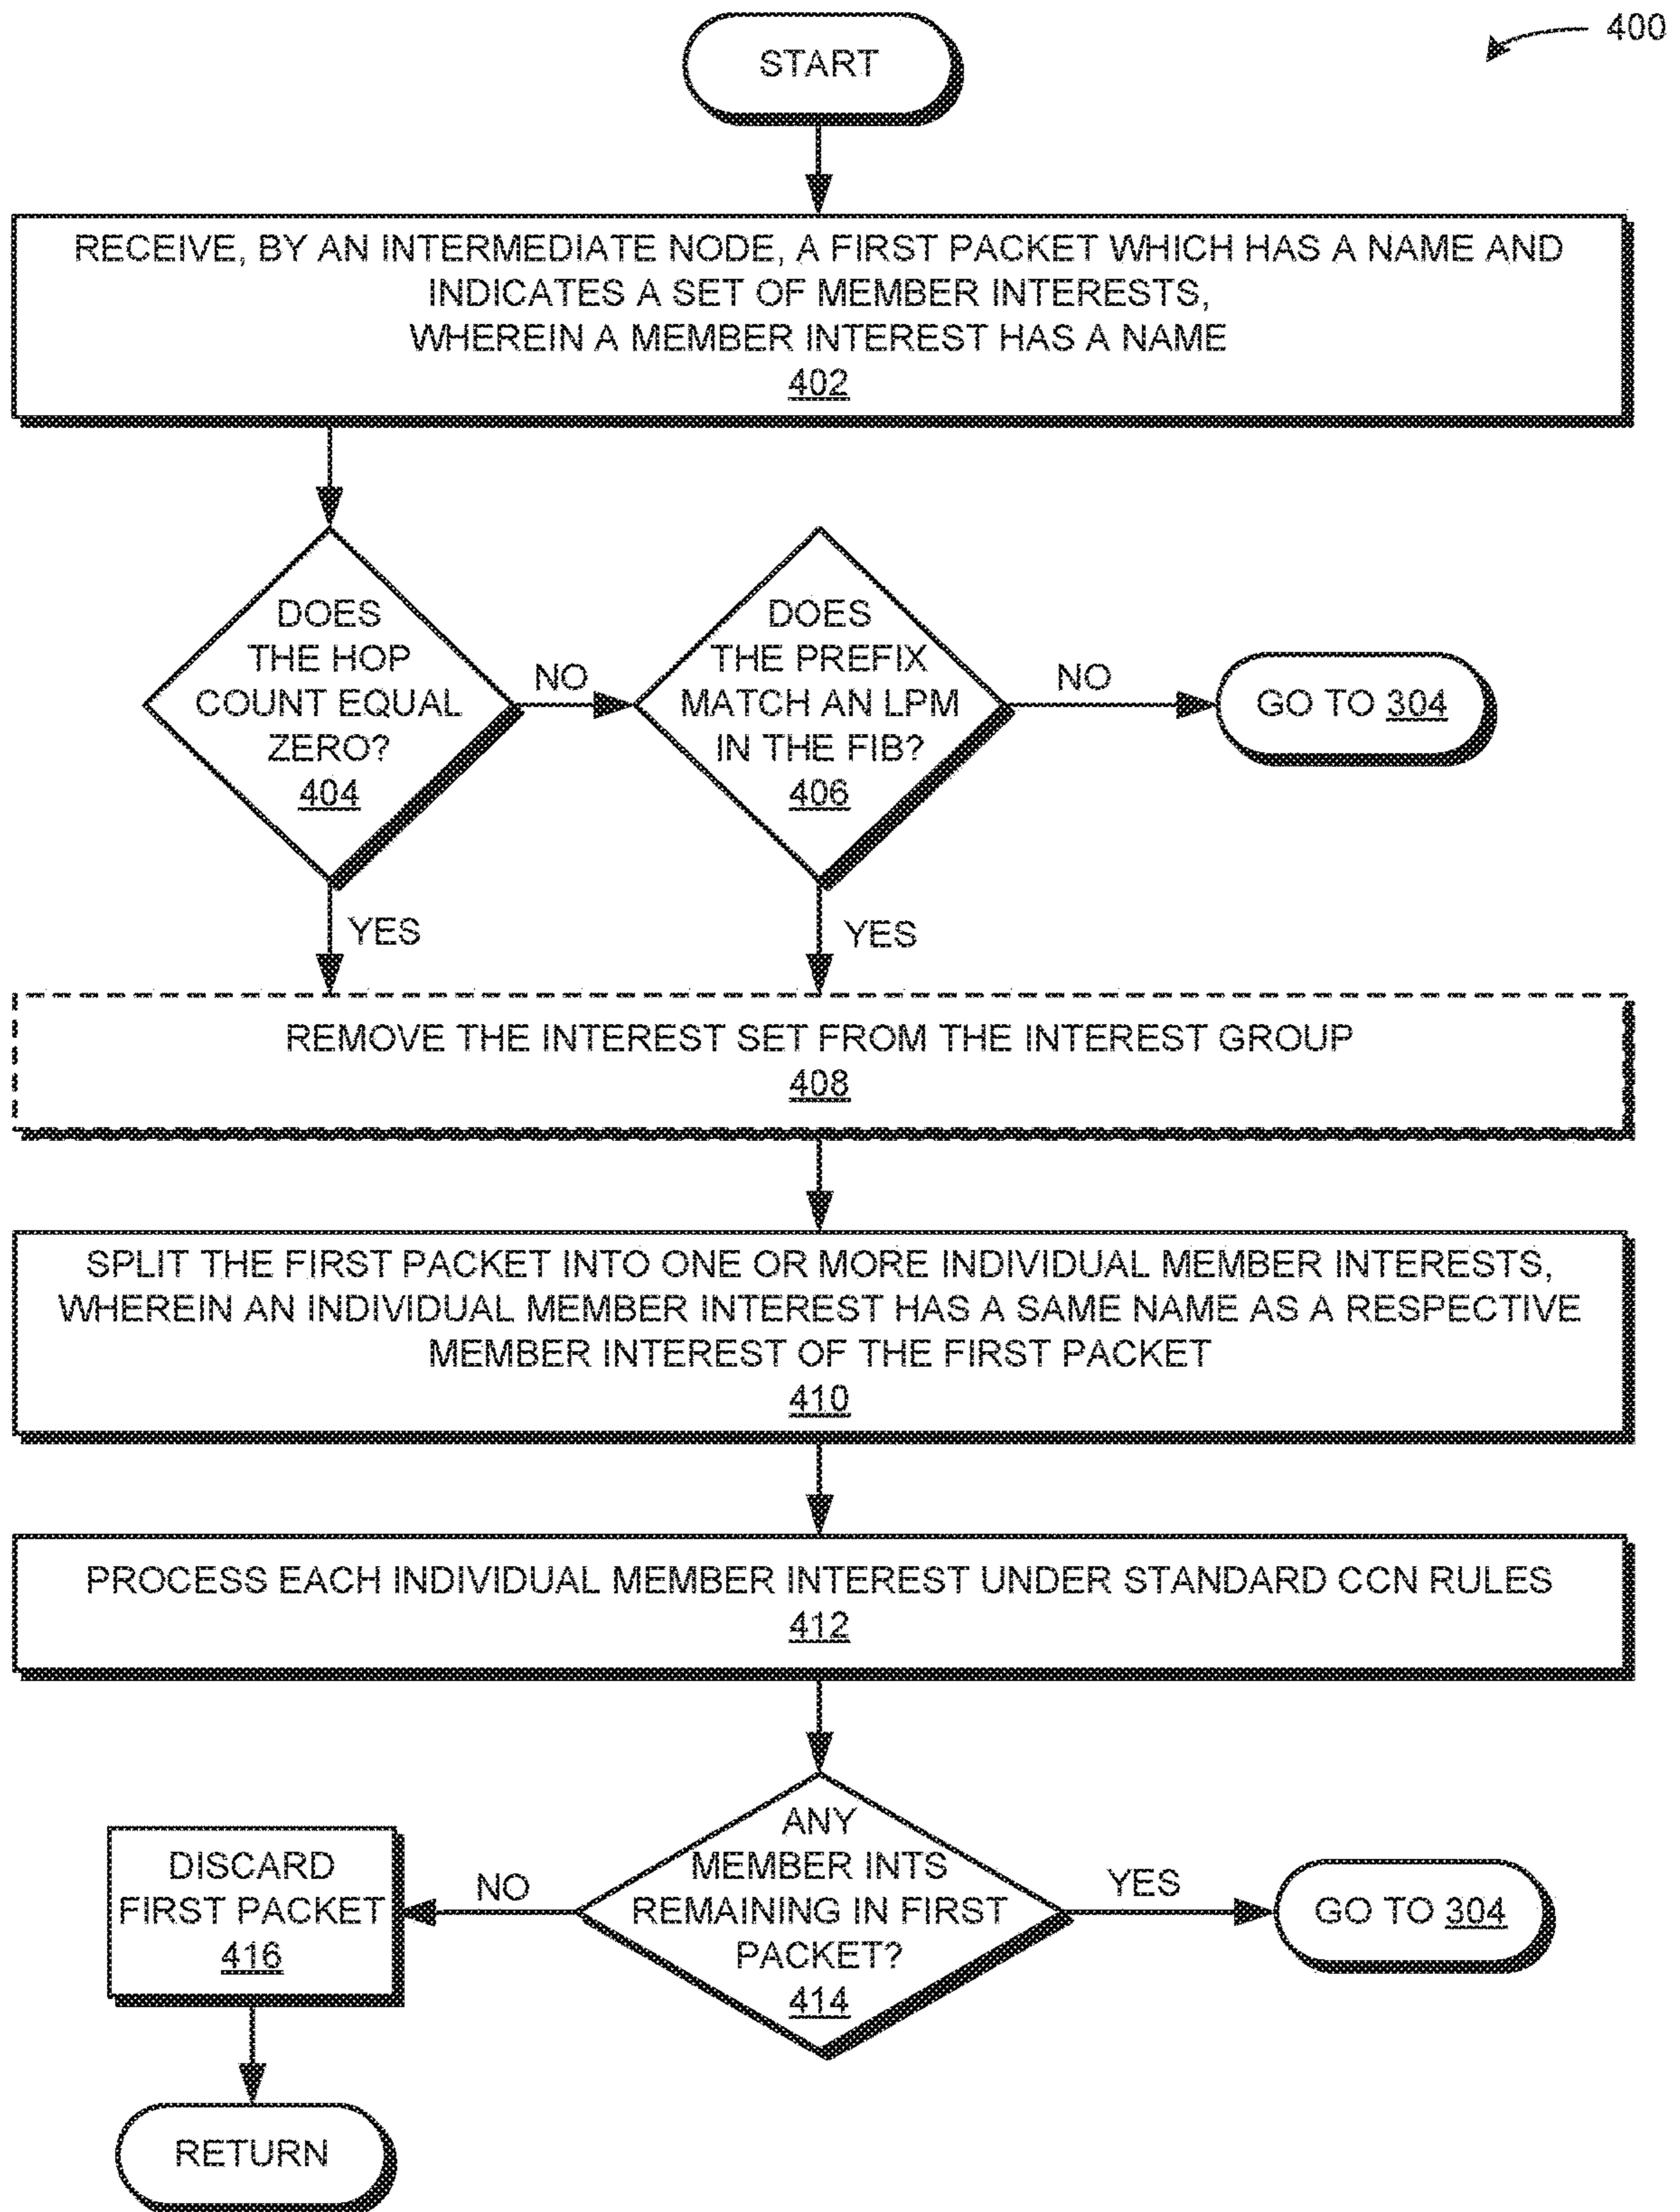 400
START
RECEIVE, BY AN INTERMEDIATE NODE, A FIRST PACKET WHICH HAS A NAME AND
INDICATES A SET OF MEMBER INTERESTS,
WHEREIN A MEMBER INTEREST HAS A NAME
402
DOES
THE HOP
COUNT EQUAL
ZERO?
404
NO
DOES
THE PREFIX
MATCH AN LPM
IN THE FIB?
406
NO
GO TO 304
YES
YES
REMOVE THE INTEREST SET FROM THE INTEREST GROUP
408
SPLIT THE FIRST PACKET INTO ONE OR MORE INDIVIDUAL MEMBER INTERESTS,
WHEREIN AN INDIVIDUAL MEMBER INTEREST HAS A SAME NAME AS A RESPECTIVE
MEMBER INTEREST OF THE FIRST PACKET
410
PROCESS EACH INDIVIDUAL MEMBER INTEREST UNDER STANDARD CCN RULES
412
ANY
MEMBER INTS
REMAINING IN FIRST
PACKET?
414
YES
GO TO 304
NO
DISCARD
FIRST PACKET
416
RETURN